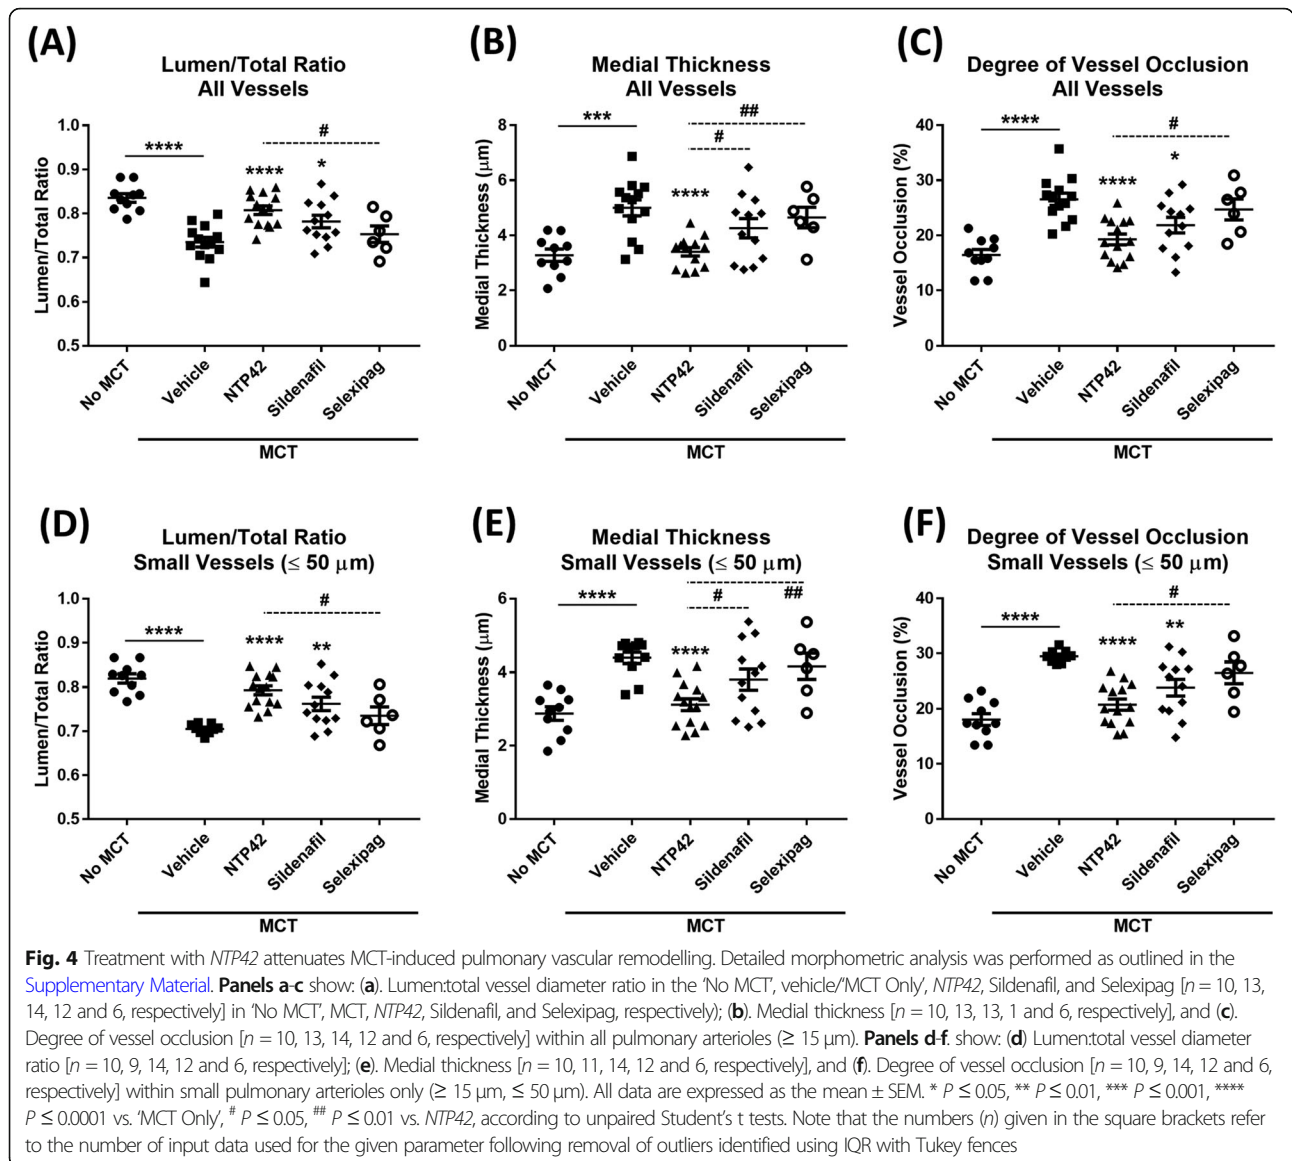 (A)
Lumen/Total Ratio
All Vessels
Lumen/Total Ratio
1.0
0.9
0.8
0.7
0.6
0.5
****
****
*
#
No MCT
Vehicle
NTP42
Sildenafil
Selexipag
MCT
(B)
Medial Thickness
All Vessels
Medial Thickness (μm)
8
6
4
2
0
***
****
#
##
No MCT
Vehicle
NTP42
Sildenafil
Selexipag
MCT
(C)
Degree of Vessel Occlusion
All Vessels
Vessel Occlusion (%)
40
30
20
10
0
****
****
*
#
No MCT
Vehicle
NTP42
Sildenafil
Selexipag
MCT
(D)
Lumen/Total Ratio
Small Vessels (≤ 50 μm)
Lumen/Total Ratio
1.0
0.9
0.8
0.7
0.6
0.5
****
****
**
#
No MCT
Vehicle
NTP42
Sildenafil
Selexipag
MCT
(E)
Medial Thickness
Small Vessels (≤ 50 μm)
Medial Thickness (μm)
6
4
2
0
****
****
#
##
No MCT
Vehicle
NTP42
Sildenafil
Selexipag
MCT
(F)
Degree of Vessel Occlusion
Small Vessels (≤ 50 μm)
Vessel Occlusion (%)
40
30
20
10
0
****
****
**
#
No MCT
Vehicle
NTP42
Sildenafil
Selexipag
MCT
Fig. 4 Treatment with NTP42 attenuates MCT-induced pulmonary vascular remodelling. Detailed morphometric analysis was performed as outlined in the
Supplementary Material. Panels a-c show: (a). Lumen:total vessel diameter ratio in the ‘No MCT’, vehicle/‘MCT Only’, NTP42, Sildenafil, and Selexipag [n = 10, 13,
14, 12 and 6, respectively] in ‘No MCT’, MCT, NTP42, Sildenafil, and Selexipag, respectively); (b). Medial thickness [n = 10, 13, 13, 1 and 6, respectively], and (c).
Degree of vessel occlusion [n = 10, 13, 14, 12 and 6, respectively] within all pulmonary arterioles (≥ 15 μm). Panels d-f. show: (d) Lumen:total vessel diameter
ratio [n = 10, 9, 14, 12 and 6, respectively]; (e). Medial thickness [n = 10, 11, 14, 12 and 6, respectively], and (f). Degree of vessel occlusion [n = 10, 9, 14, 12 and 6,
respectively] within small pulmonary arterioles only (≥ 15 μm, ≤ 50 μm). All data are expressed as the mean ± SEM. * P ≤ 0.05, ** P ≤ 0.01, *** P ≤ 0.001, ****
P ≤ 0.0001 vs. ‘MCT Only’, # P ≤ 0.05, ## P ≤ 0.01 vs. NTP42, according to unpaired Student’s t tests. Note that the numbers (n) given in the square brackets refer
to the number of input data used for the given parameter following removal of outliers identified using IQR with Tukey fences